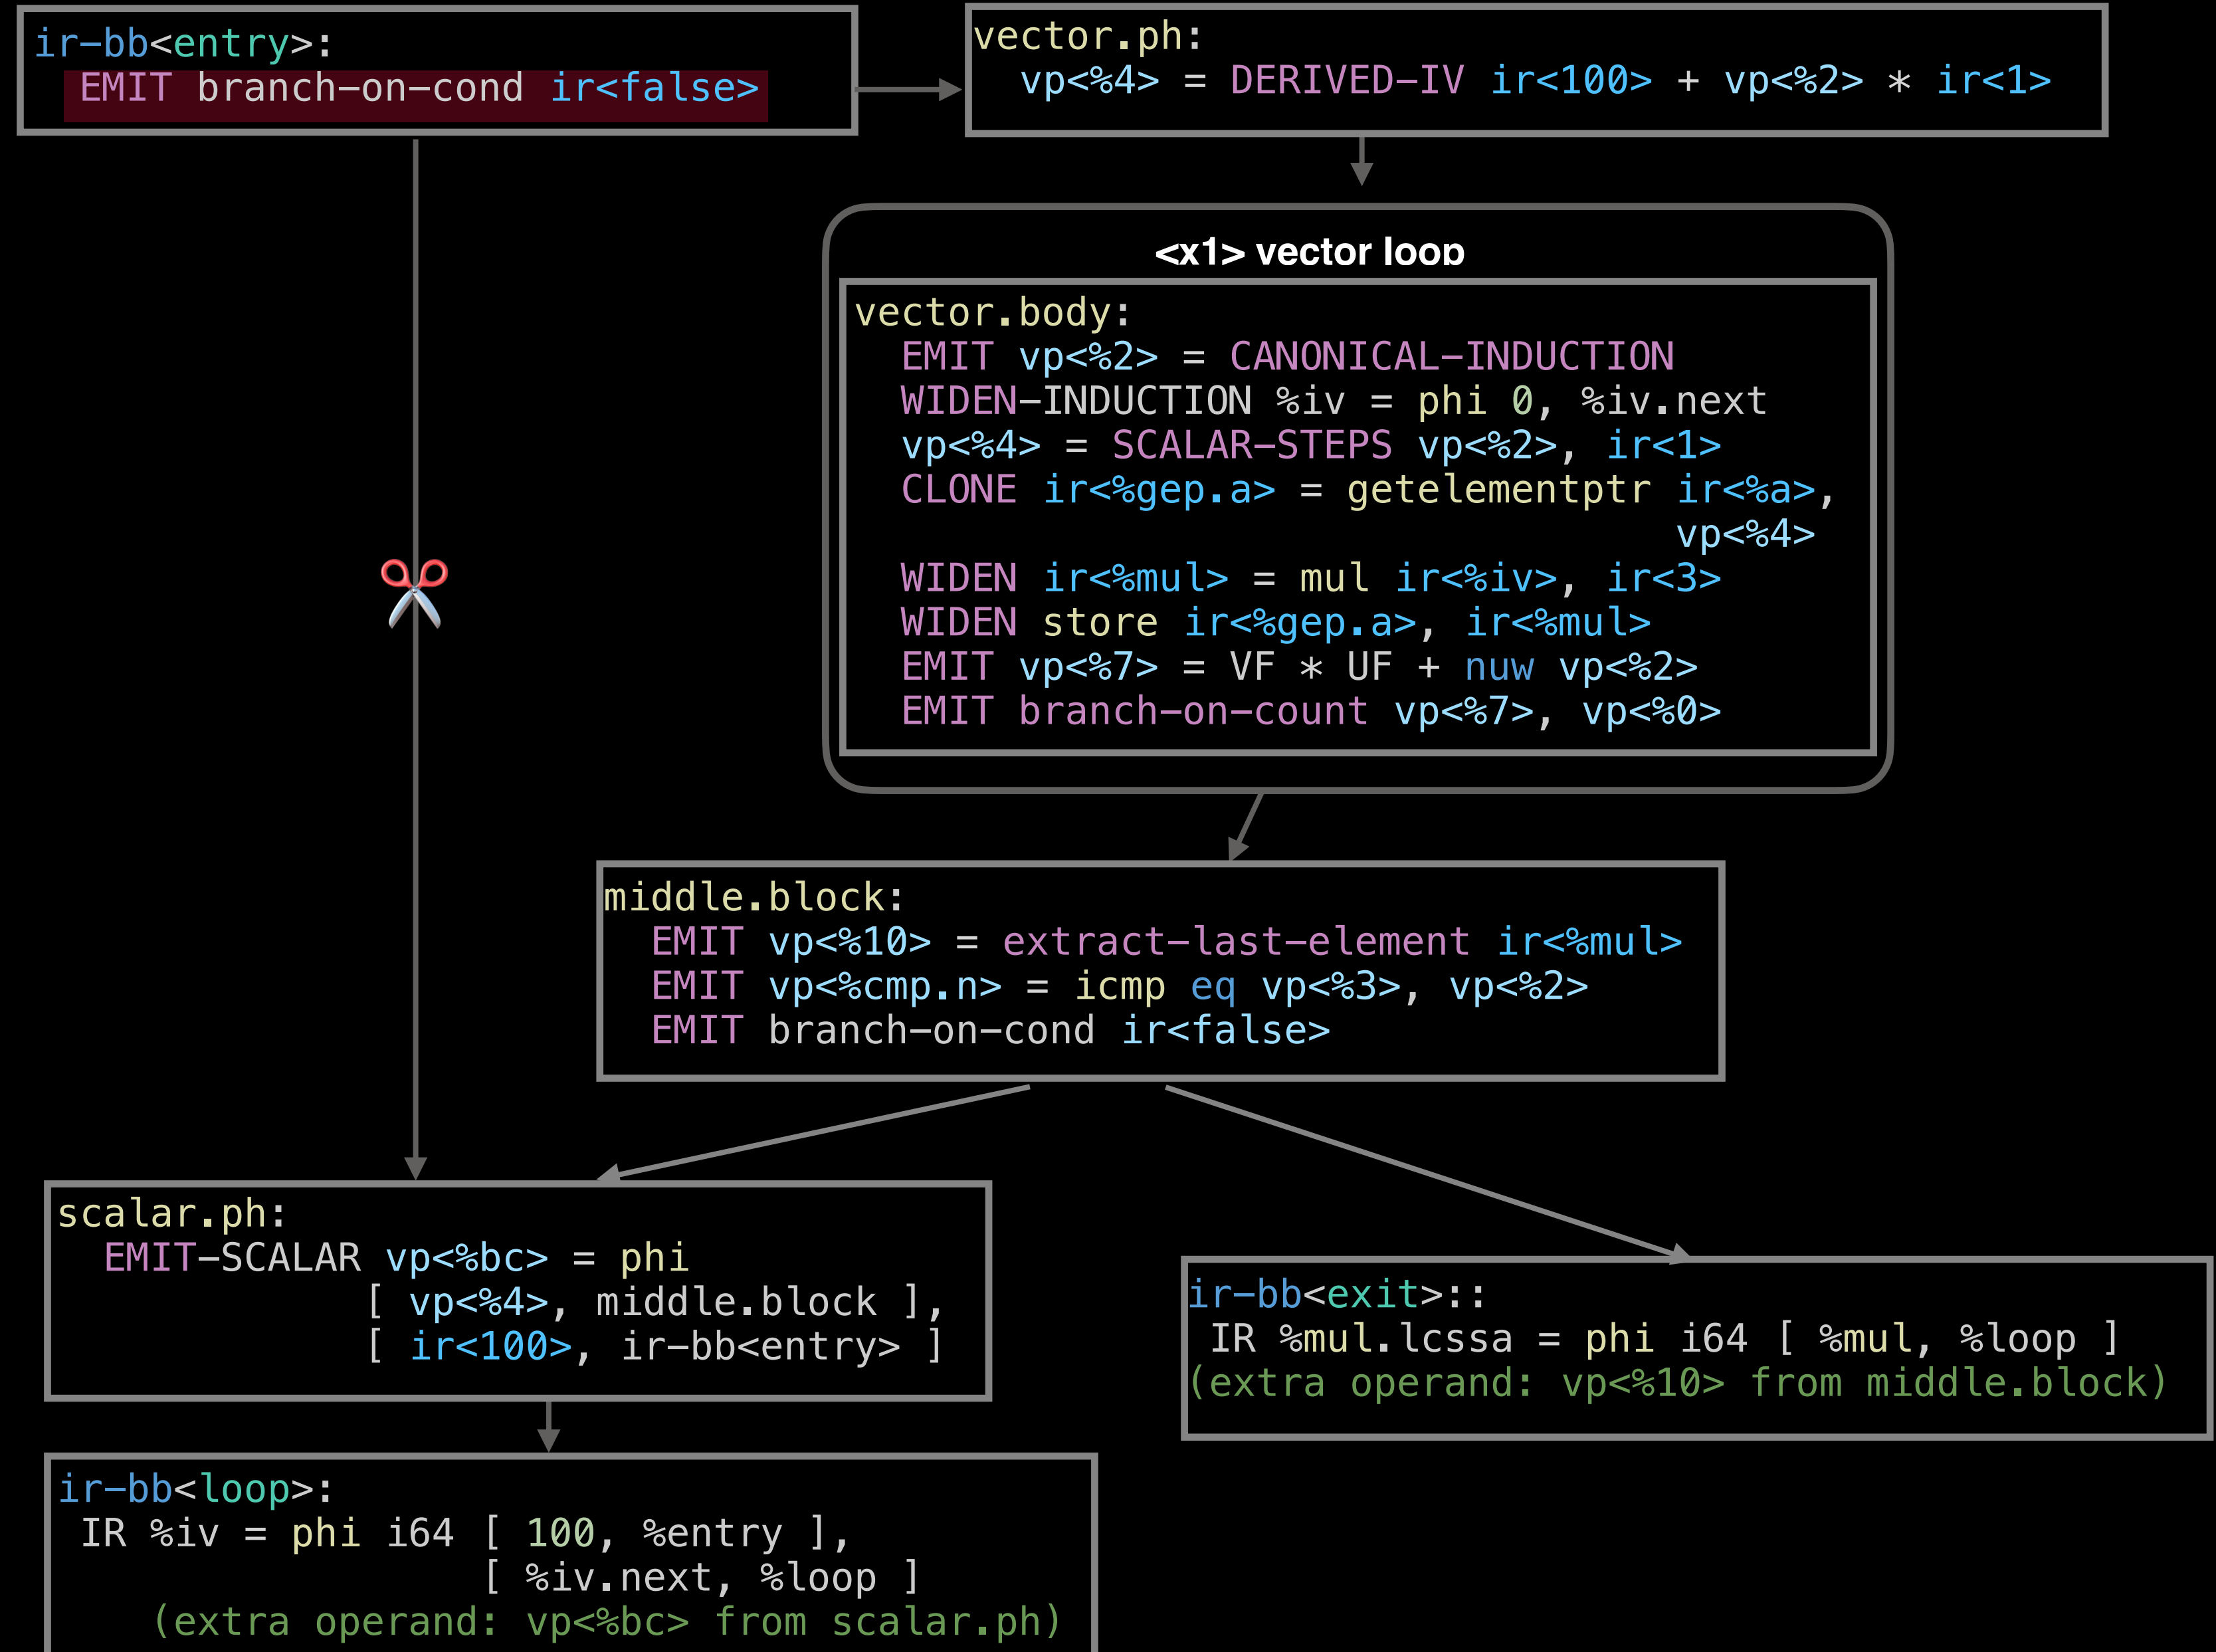 ir-bb<entry>:
EMIT branch-on-cond ir<false>
vector.ph:
vp<%4> = DERIVED-IV ir<100> + vp<%2> * ir<1>
<x1> vector loop
vector.body:
EMIT vp<%2> = CANONICAL-INDUCTION
WIDEN-INDUCTION %iv = phi 0, %iv.next
vp<%4> = SCALAR-STEPS vp<%2>, ir<1>
CLONE ir<%gep.a> = getelementptr ir<%a>,
vp<%4>
WIDEN ir<%mul> = mul ir<%iv>, ir<3>
WIDEN store ir<%gep.a>, ir<%mul>
EMIT vp<%7> = VF * UF + nuw vp<%2>
EMIT branch-on-count vp<%7>, vp<%0>
middle.block:
EMIT vp<%10> = extract-last-element ir<%mul>
EMIT vp<%cmp.n> = icmp eq vp<%3>, vp<%2>
EMIT branch-on-cond ir<false>
scalar.ph:
EMIT-SCALAR vp<%bc> = phi
[ vp<%4>, middle.block ],
[ ir<100>, ir-bb<entry> ]
ir-bb<exit>::
IR %mul.lcssa = phi i64 [ %mul, %loop ]
(extra operand: vp<%10> from middle.block)
ir-bb<loop>:
IR %iv = phi i64 [ 100, %entry ],
[ %iv.next, %loop ]
(extra operand: vp<%bc> from scalar.ph)